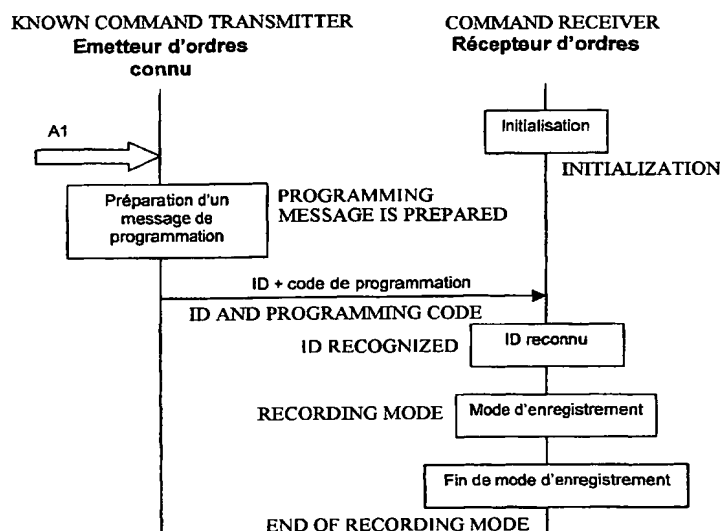 KNOWN COMMAND TRANSMITTER
Emetteur d'ordres
connu
COMMAND RECEIVER
Récepteur d'ordres
A1
Initialisation
INITIALIZATION
Préparation d'un
message de
programmation
PROGRAMMING
MESSAGE IS PREPARED
ID + code de programmation
ID AND PROGRAMMING CODE
ID RECOGNIZED
ID reconnu
RECORDING MODE
Mode d'enregistrement
Fin de mode d'enregistrement
END OF RECORDING MODE